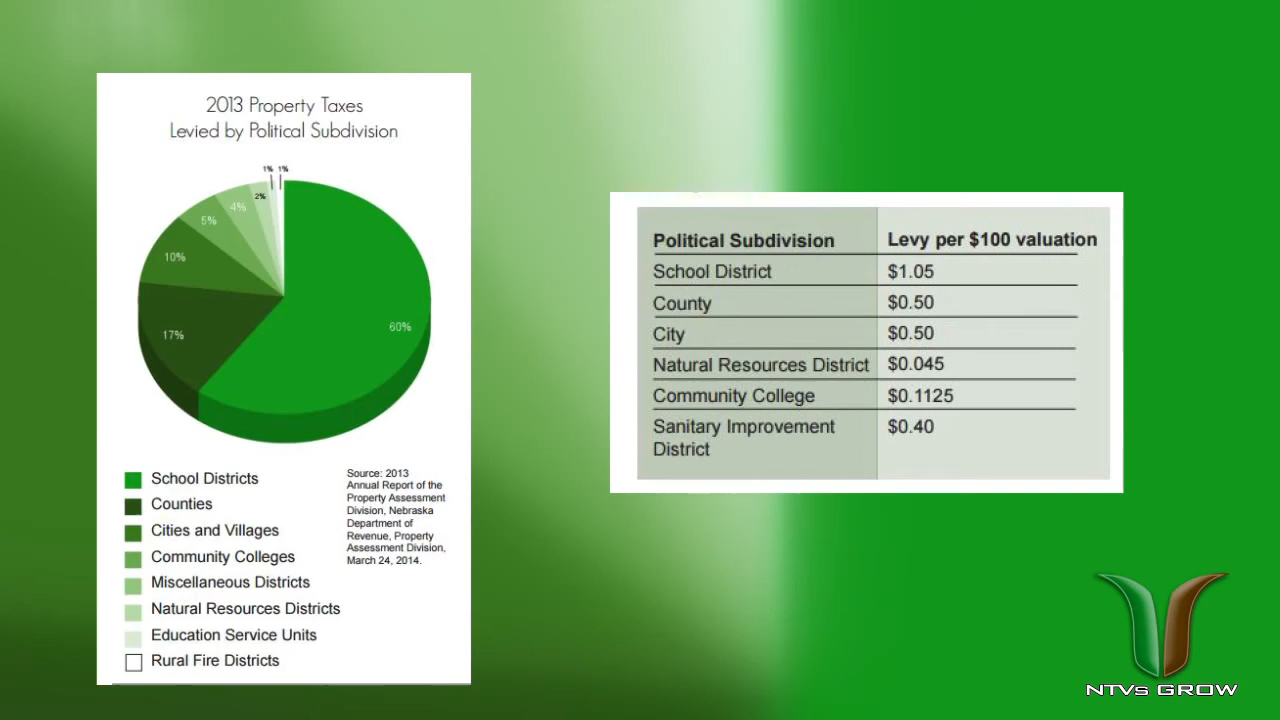 2013 Property Taxes
Levied by Political Subdivision
1% 1%
2%
4%
5%
10%
17%
60%
School Districts
Counties
Cities and Villages
Community Colleges
Miscellaneous Districts
Natural Resources Districts
Education Service Units
Rural Fire Districts
Source: 2013
Annual Report of the
Property Assessment
Division, Nebraska
Department of
Revenue, Property
Assessment Division,
March 24, 2014.
Political Subdivision Levy per $100 valuation
School District $1.05
County $0.50
City $0.50
Natural Resources District $0.045
Community College $0.1125
Sanitary Improvement $0.40
District
NTVs GROW